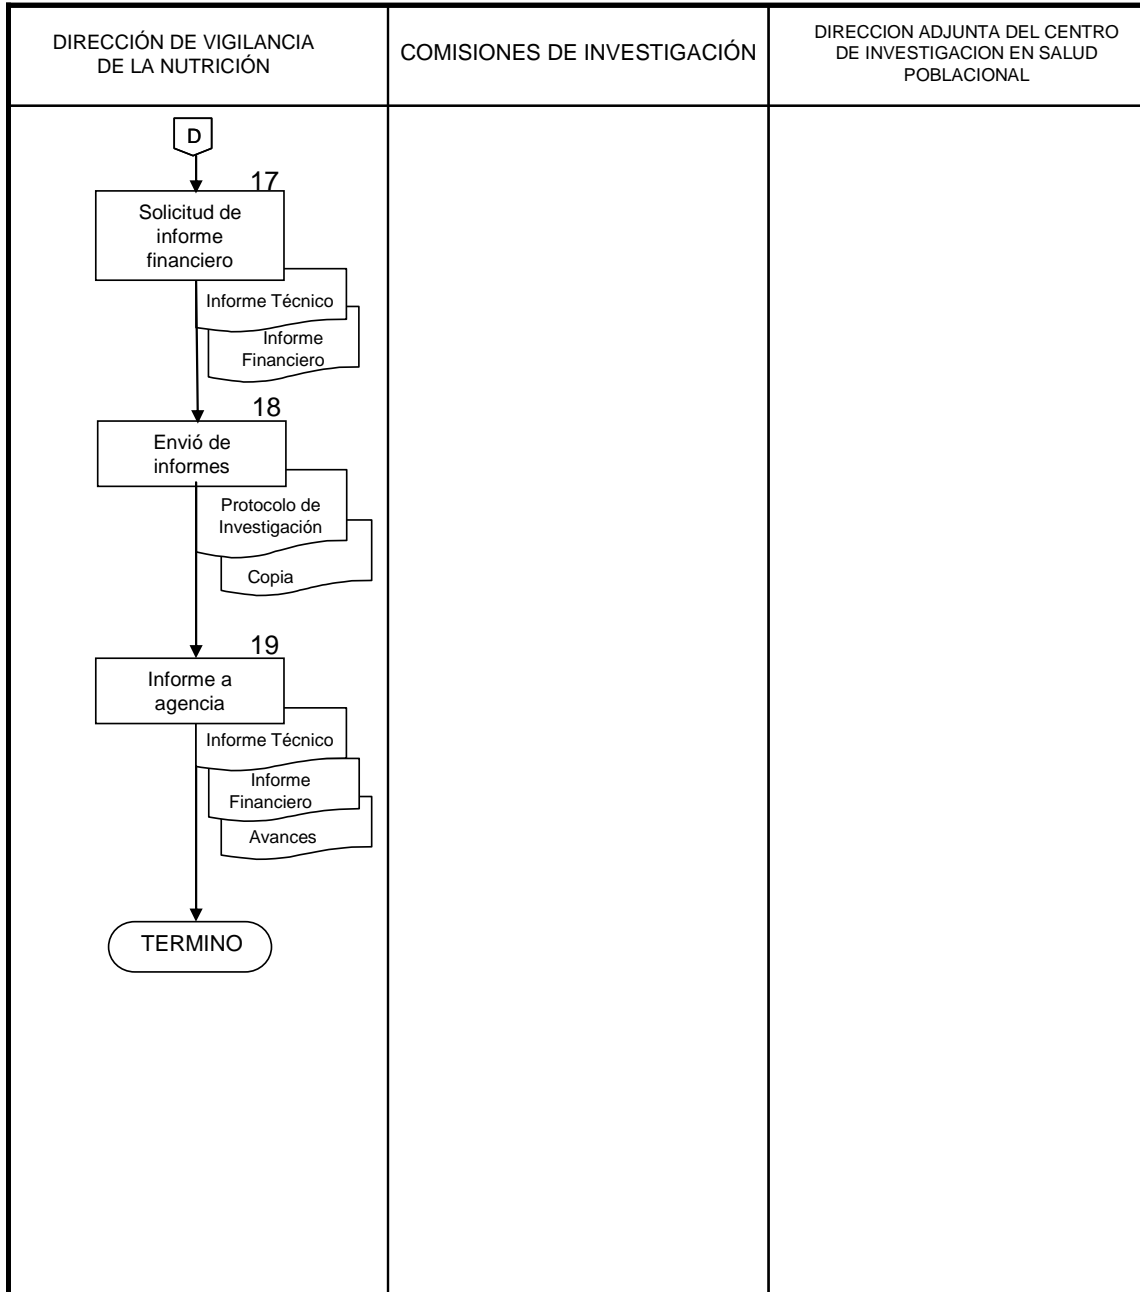 DIRECCIÓN DE VIGILANCIA
DE LA NUTRICIÓN
COMISIONES DE INVESTIGACIÓN
DIRECCION ADJUNTA DEL CENTRO
DE INVESTIGACION EN SALUD
POBLACIONAL
D
17
Solicitud de
informe
financiero
Informe Técnico
Informe
Financiero
18
Envió de
informes
Protocolo de
Investigación
Copia
19
Informe a
agencia
Informe Técnico
Informe
Financiero
Avances
TERMINO